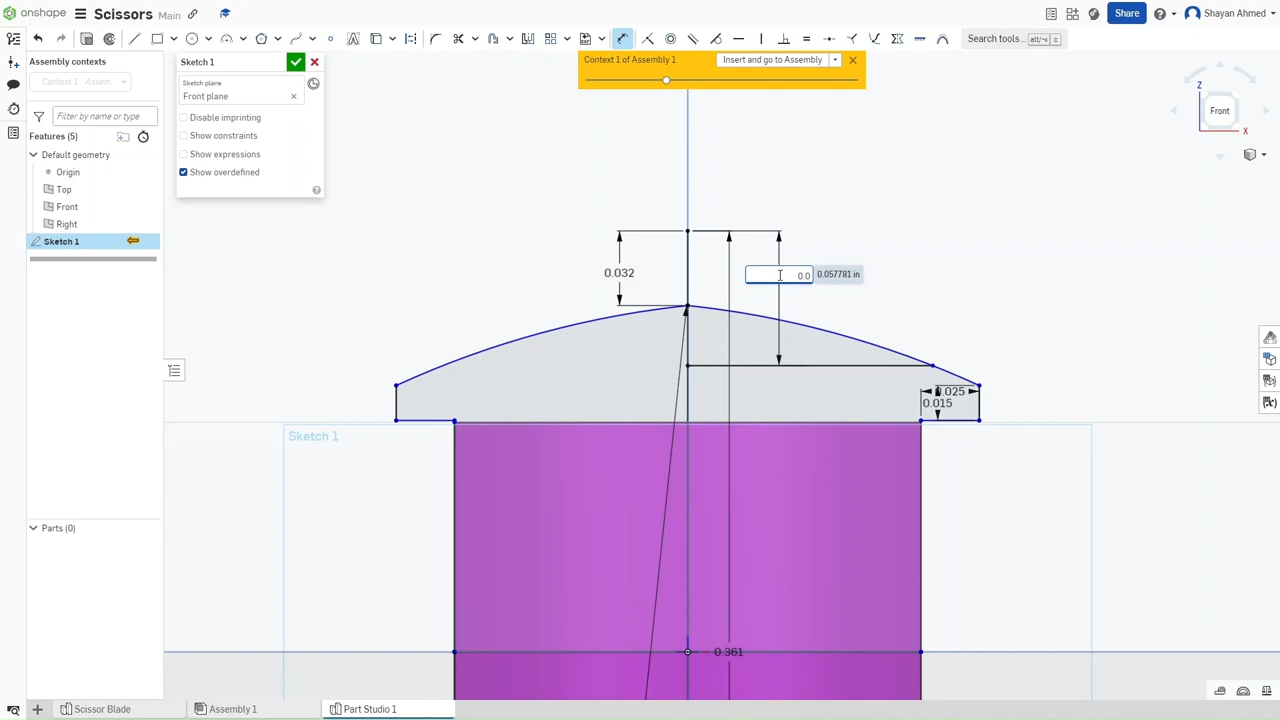 onshape
Scissors
Main
Share
Shayan Ahmed
Search tools...
alt/⌥
c
Assembly contexts
Context 1
Assem
Filter by name or type
Features (5)
Default geometry
Origin
Top
Front
Right
Sketch 1
Parts (0)
Sketch 1
Sketch plane
Front plane
Disable imprinting
Show constraints
Show expressions
Show overdefined
Context 1 of Assembly 1
Insert and go to Assembly
Z
Front
X
0.032
0.0
0.057781 in
0.025
0.015
Sketch 1
0.361
Scissor Blade
Assembly 1
Part Studio 1